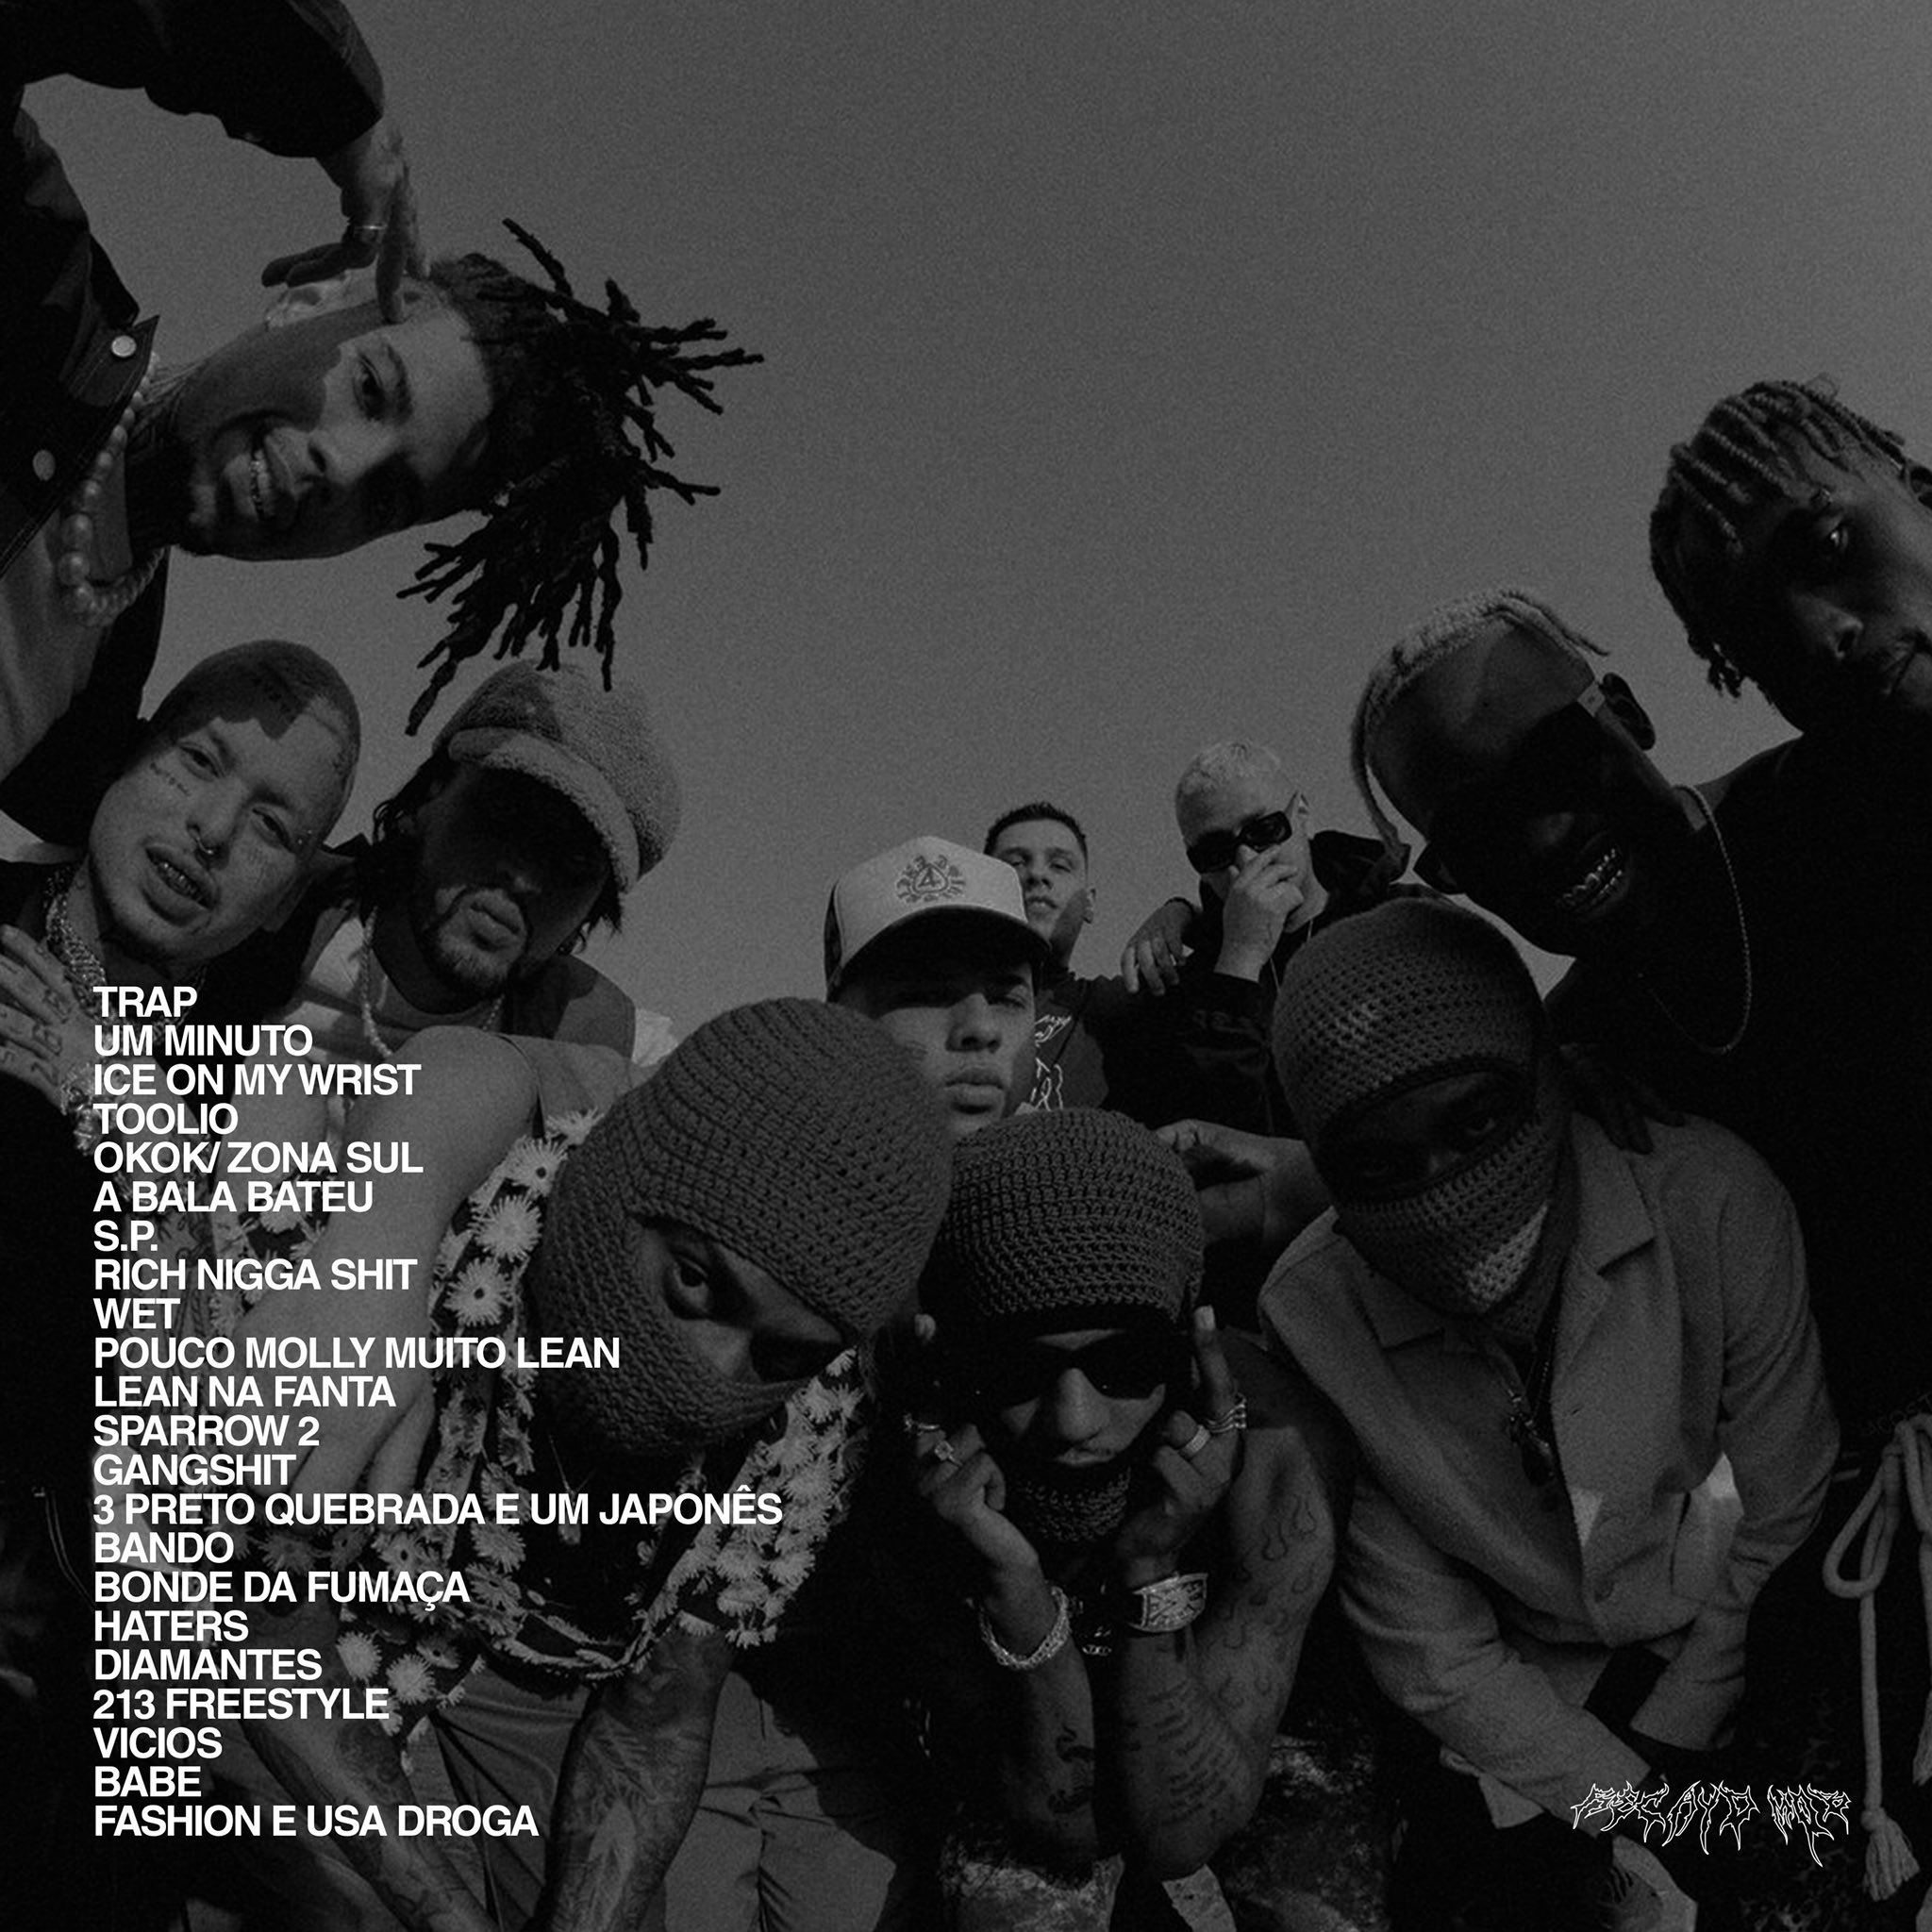 TRAP
UM MINUTO
ICE ON MY WRIST
TOOLIO
OKOK/ ZONA SUL
A BALA BATEU
S.P.
RICH NIGGA SHIT
WET
POUCO MOLLY MUITO LEAN
LEAN NA FANTA
SPARROW 2
GANGSHIT
3 PRETO QUEBRADA E UM JAPONÊS
BANDO
BONDE DA FUMAÇA
HATERS
DIAMANTES
213 FREESTYLE
VICIOS
BABE
FASHION E USA DROGA
RECAYD MOB